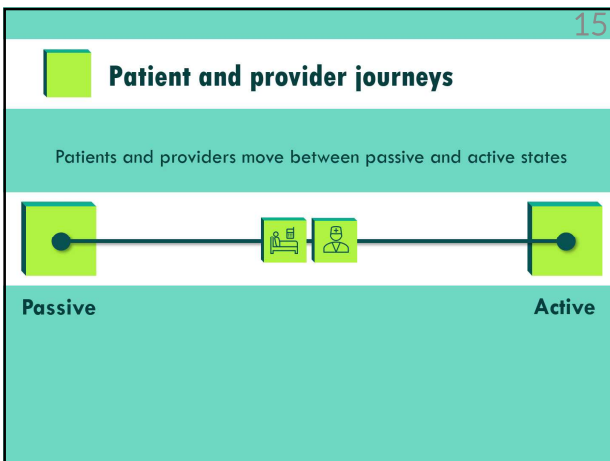 15
Patient and provider journeys
Patients and providers move between passive and active states
Passive
Active